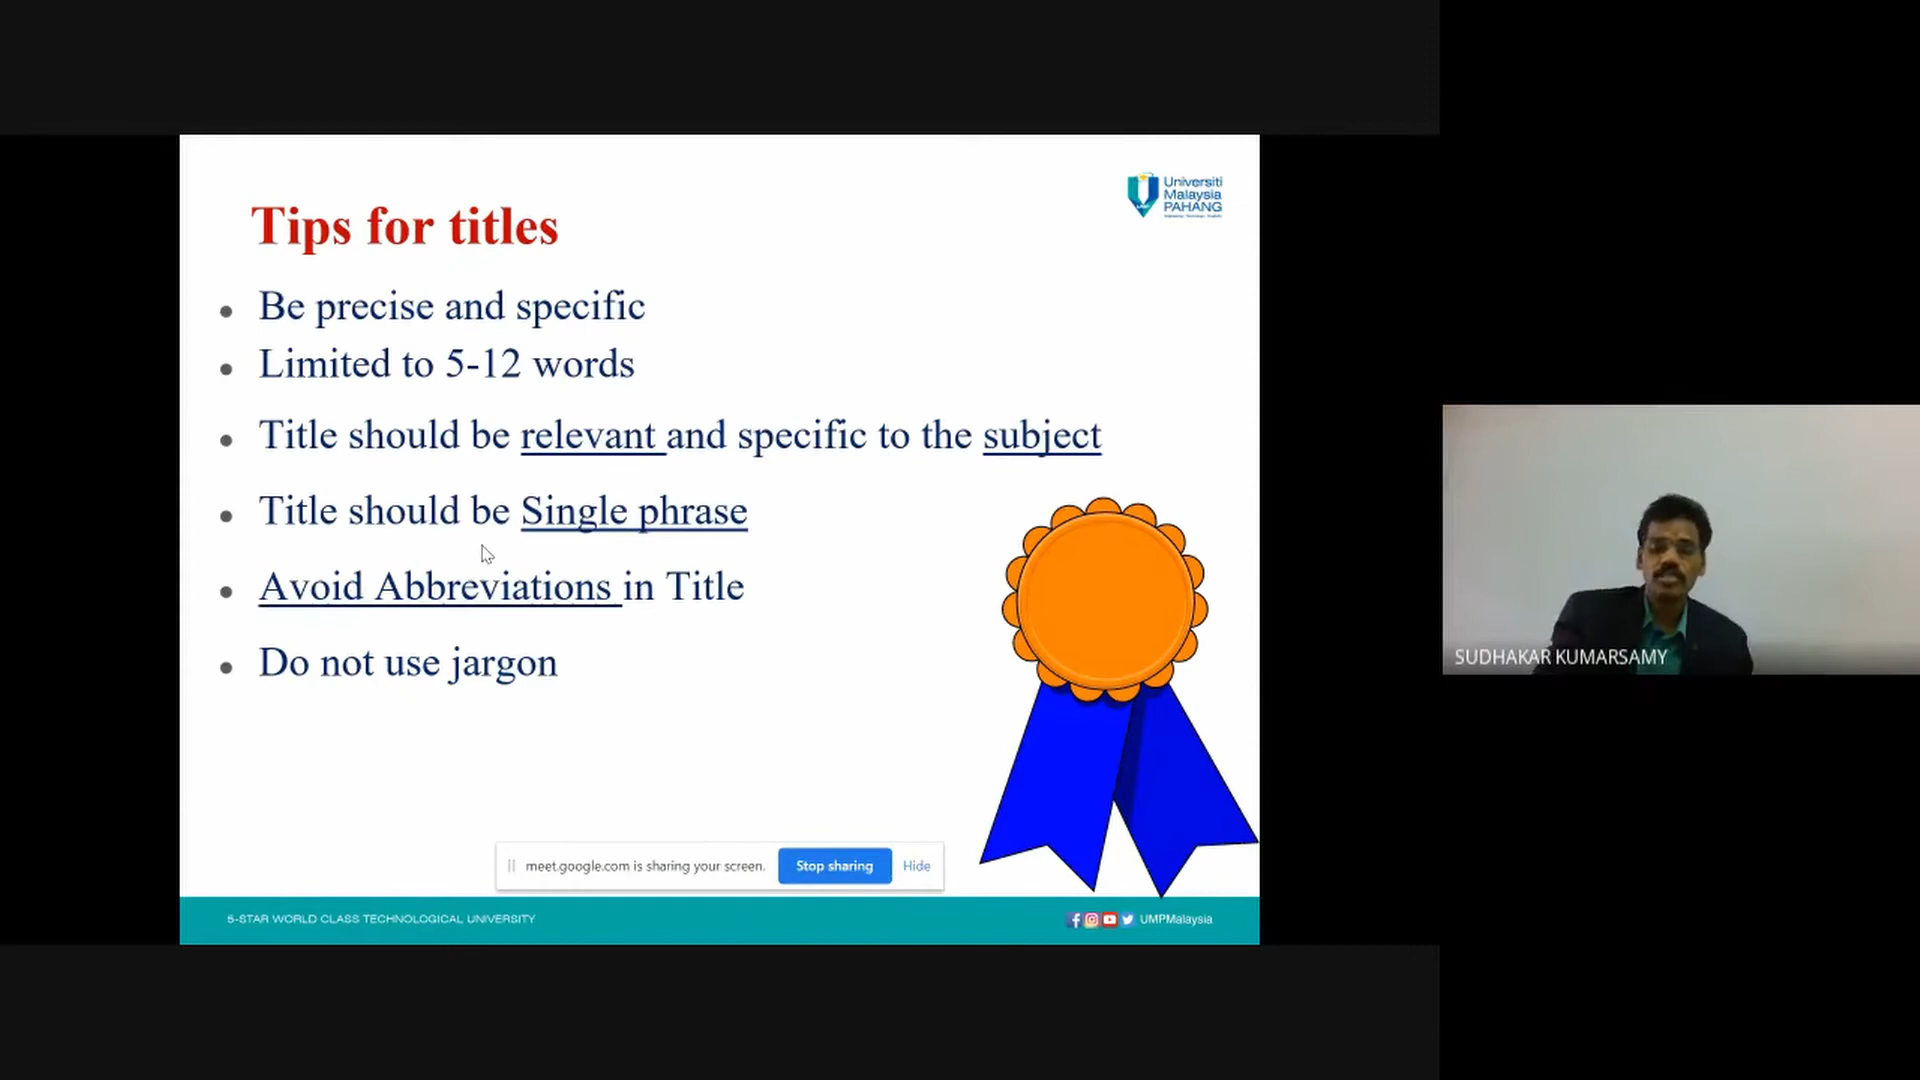 Universiti
Malaysia
PAHANG
Tips for titles
Be precise and specific
Limited to 5-12 words
Title should be relevant and specific to the subject
Title should be Single phrase
Avoid Abbreviations in Title
Do not use jargon
meet.google.com is sharing your screen. Stop sharing Hide
5-STAR WORLD CLASS TECHNOLOGICAL UNIVERSITY
UMPMalaysia
SUDHAKAR KUMARSAMY